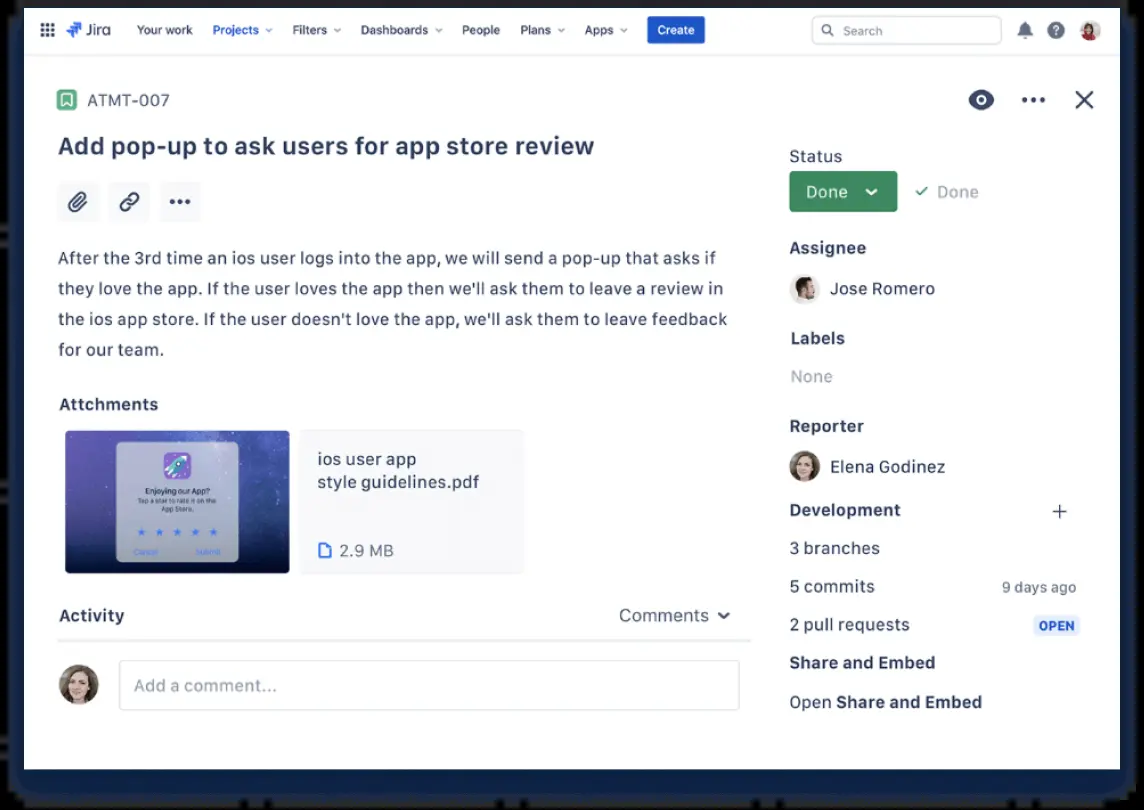 Jira Your work Projects Filters Dashboards People Plans Apps Create Search
ATMT-007
Add pop-up to ask users for app store review
After the 3rd time an ios user logs into the app, we will send a pop-up that asks if
they love the app. If the user loves the app then we'll ask them to leave a review in
the ios app store. If the user doesn't love the app, we'll ask them to leave feedback
for our team.
Attchments
Enjoying our App?
Tap a star to rate it on the
App Store.
Cancel Submit
ios user app
style guidelines.pdf
2.9 MB
Activity Comments
Add a comment...
Status
Done Done
Assignee
Jose Romero
Labels
None
Reporter
Elena Godinez
Development
3 branches
5 commits 9 days ago
2 pull requests OPEN
Share and Embed
Open Share and Embed